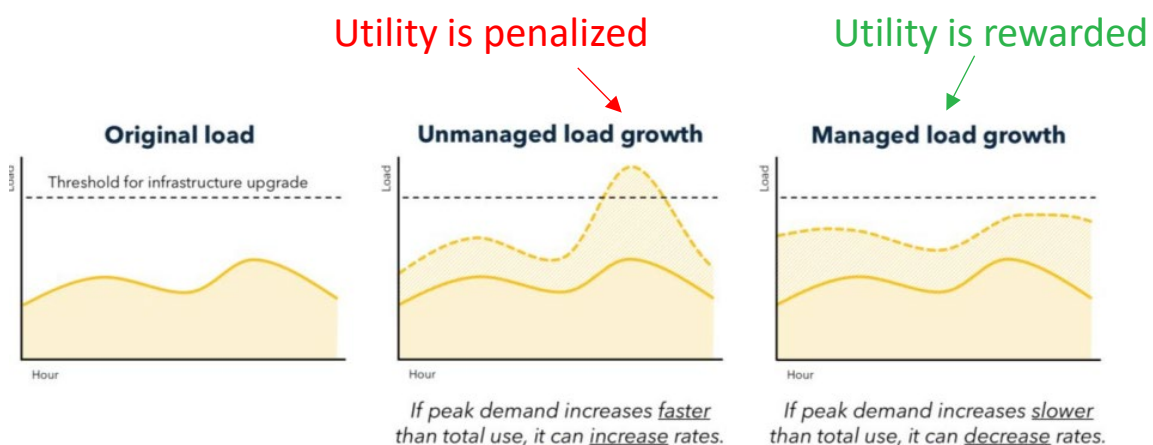 Utility is penalized
Utility is rewarded
Original load
Load
Threshold for infrastructure upgrade
Hour
Unmanaged load growth
Load
Hour
If peak demand increases faster
than total use, it can increase rates.
Managed load growth
Load
Hour
If peak demand increases slower
than total use, it can decrease rates.